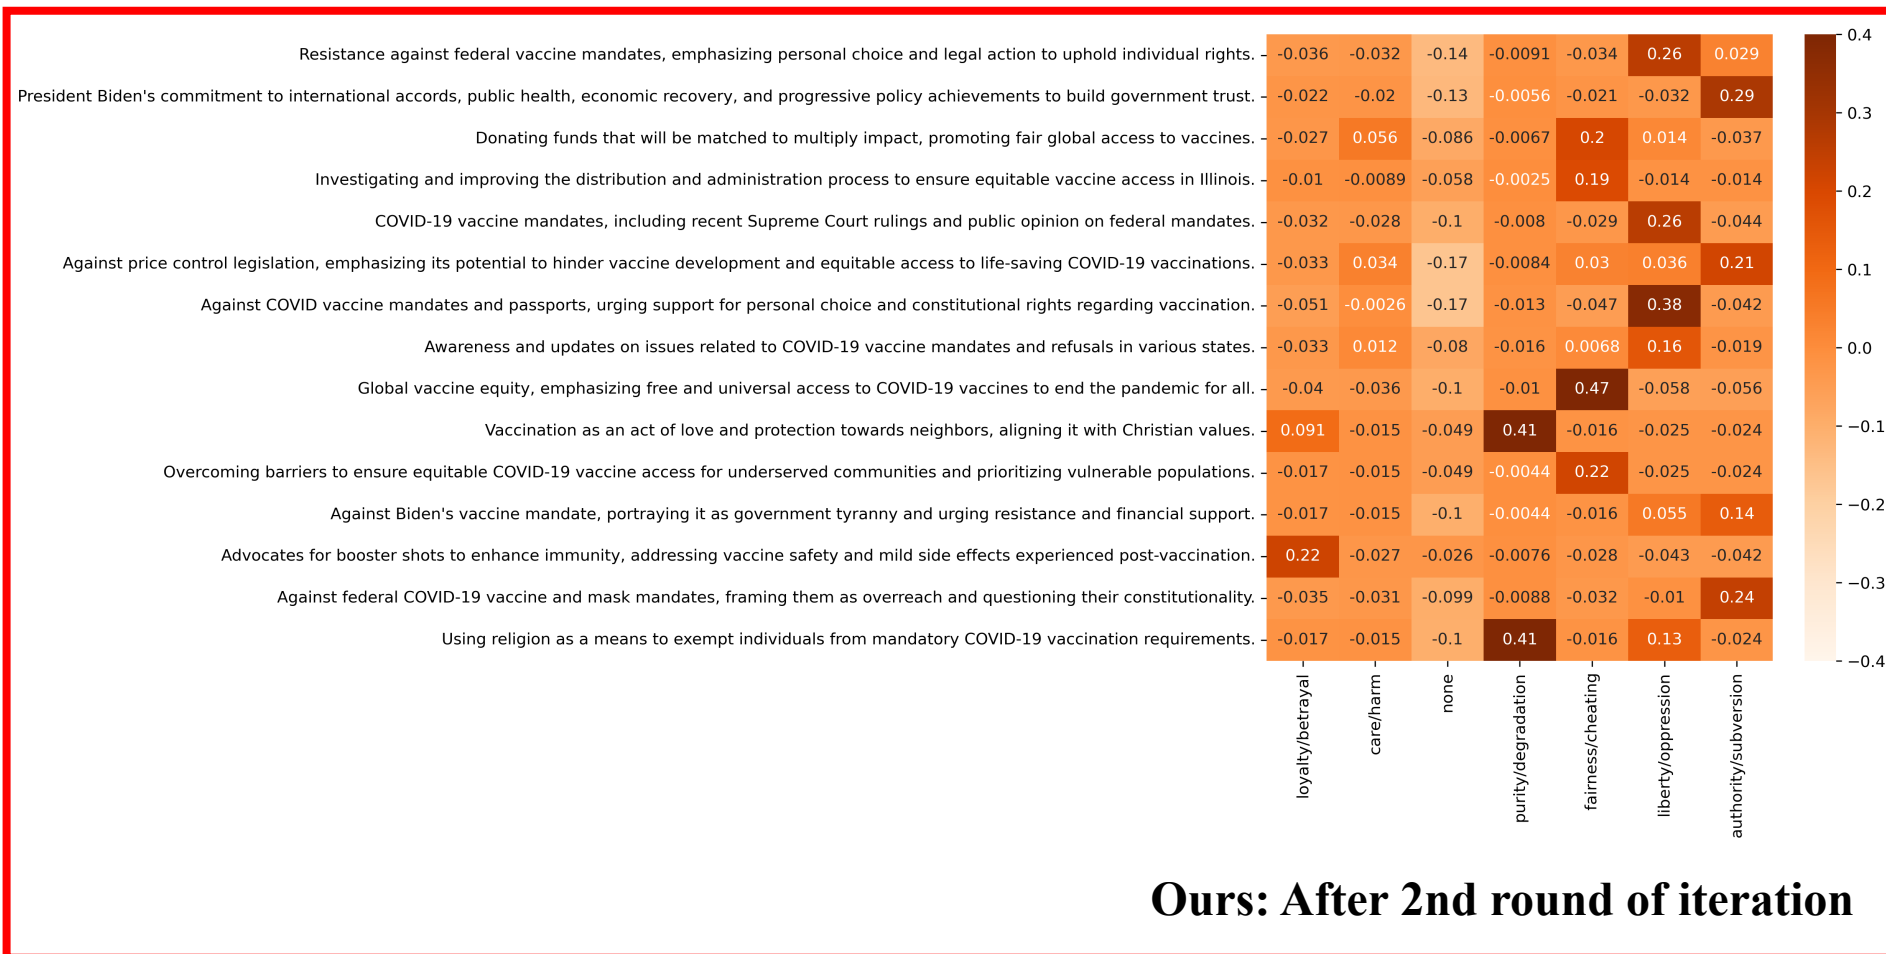 Resistance against federal vaccine mandates, emphasizing personal choice and legal action to uphold individual rights. -0.036 -0.032 -0.14 -0.0091 -0.034 0.26 0.029
President Biden's commitment to international accords, public health, economic recovery, and progressive policy achievements to build government trust. -0.022 -0.02 -0.13 -0.0056 -0.021 -0.032 0.29
Donating funds that will be matched to multiply impact, promoting fair global access to vaccines. -0.027 0.056 -0.086 -0.0067 0.2 0.014 -0.037
Investigating and improving the distribution and administration process to ensure equitable vaccine access in Illinois. -0.01 -0.0089 -0.058 -0.0025 0.19 -0.014 -0.014
COVID-19 vaccine mandates, including recent Supreme Court rulings and public opinion on federal mandates. -0.032 -0.028 -0.1 -0.008 -0.029 0.26 -0.044
Against price control legislation, emphasizing its potential to hinder vaccine development and equitable access to life-saving COVID-19 vaccinations. -0.033 0.034 -0.17 -0.0084 0.03 0.036 0.21
Against COVID vaccine mandates and passports, urging support for personal choice and constitutional rights regarding vaccination. -0.051 -0.0026 -0.17 -0.013 -0.047 0.38 -0.042
Awareness and updates on issues related to COVID-19 vaccine mandates and refusals in various states. -0.033 0.012 -0.08 -0.016 0.0068 0.16 -0.019
Global vaccine equity, emphasizing free and universal access to COVID-19 vaccines to end the pandemic for all. -0.04 -0.036 -0.1 -0.01 0.47 -0.058 -0.056
Vaccination as an act of love and protection towards neighbors, aligning it with Christian values. 0.091 -0.015 -0.049 0.41 -0.016 -0.025 -0.024
Overcoming barriers to ensure equitable COVID-19 vaccine access for underserved communities and prioritizing vulnerable populations. -0.017 -0.015 -0.049 -0.0044 0.22 -0.025 -0.024
Against Biden's vaccine mandate, portraying it as government tyranny and urging resistance and financial support. -0.017 -0.015 -0.1 -0.0044 -0.016 0.055 0.14
Advocates for booster shots to enhance immunity, addressing vaccine safety and mild side effects experienced post-vaccination. 0.22 -0.027 -0.026 -0.0076 -0.028 -0.043 -0.042
Against federal COVID-19 vaccine and mask mandates, framing them as overreach and questioning their constitutionality. -0.035 -0.031 -0.099 -0.0088 -0.032 -0.01 0.24
Using religion as a means to exempt individuals from mandatory COVID-19 vaccination requirements. -0.017 -0.015 -0.1 0.41 -0.016 0.13 -0.024
loyalty/betrayal
care/harm
none
purity/degradation
fairness/cheating
liberty/oppression
authority/subversion
0.4
0.3
0.2
0.1
0.0
−0.1
−0.2
−0.3
−0.4
Ours: After 2nd round of iteration